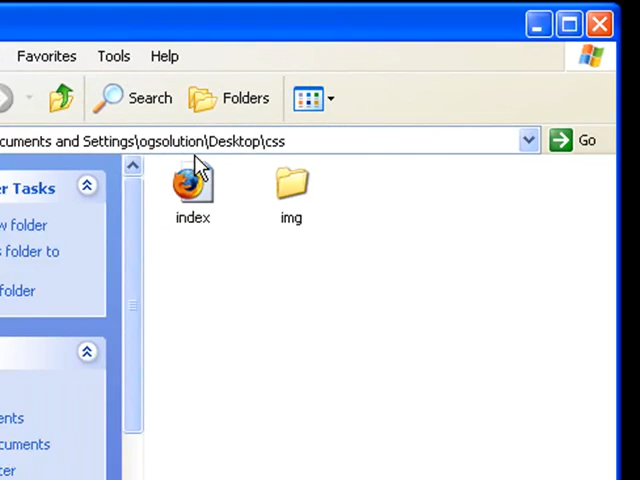 Favorites Tools Help
Search Folders
cuments and Settings\ogsolution\Desktop\css Go
er Tasks
w folder
s folder to
folder
index img
ents
cuments
ter